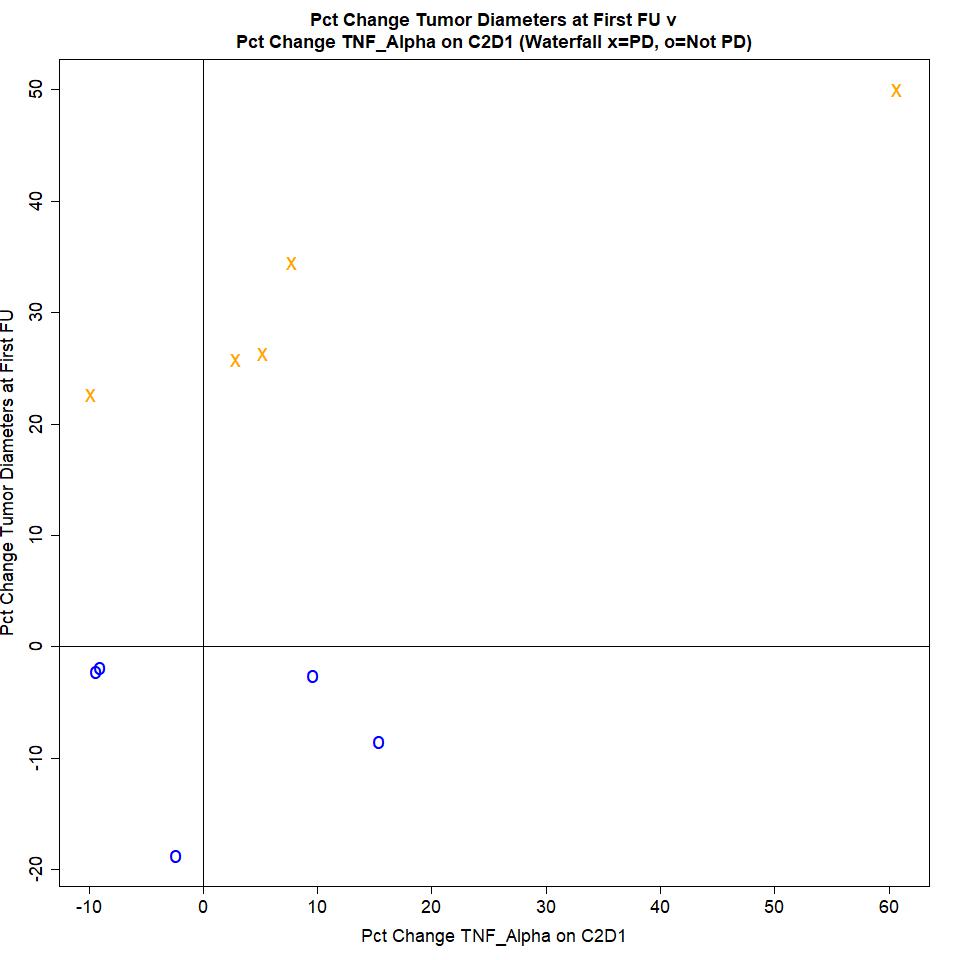 Pct Change Tumor Diameters at First FU v
Pct Change TNF_Alpha on C2D1 (Waterfall x=PD, o=Not PD)
Pct Change Tumor Diameters at First FU
50
40
30
20
10
0
-10
-20
x
x
x
x
x
o
o
o
o
o
-10 0 10 20 30 40 50 60
Pct Change TNF_Alpha on C2D1